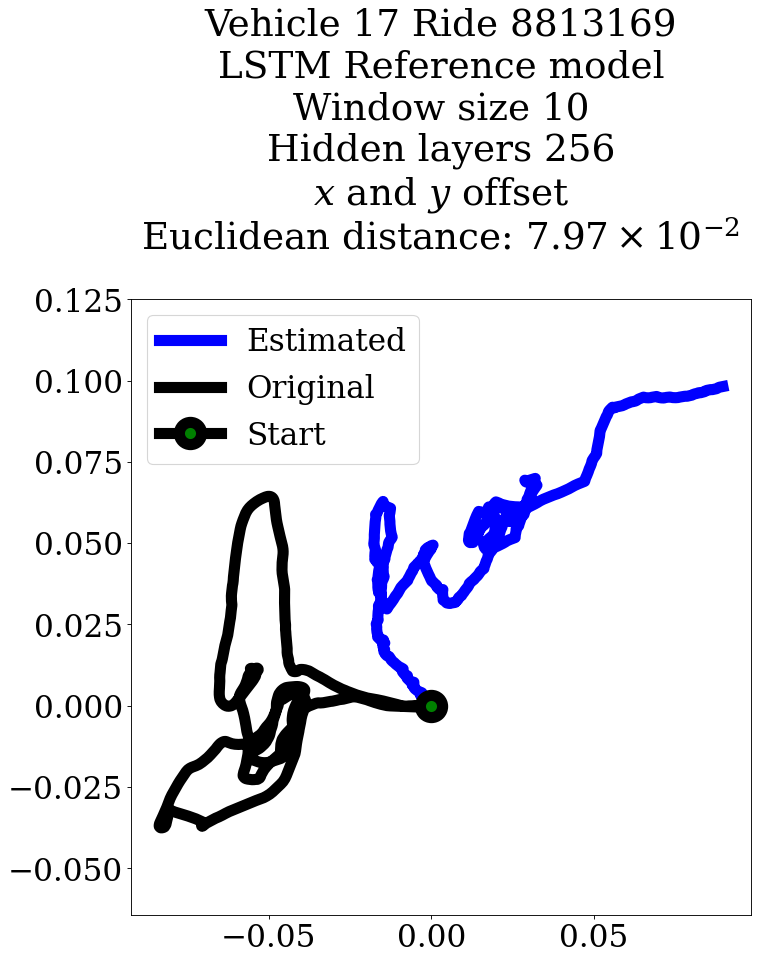 Vehicle 17 Ride 8813169
LSTM Reference model
Window size 10
Hidden layers 256
x and y offset
Euclidean distance: 7.97 × 10⁻²
0.125
0.100
0.075
0.050
0.025
0.000
−0.025
−0.050
Estimated
Original
Start
−0.05 0.00 0.05